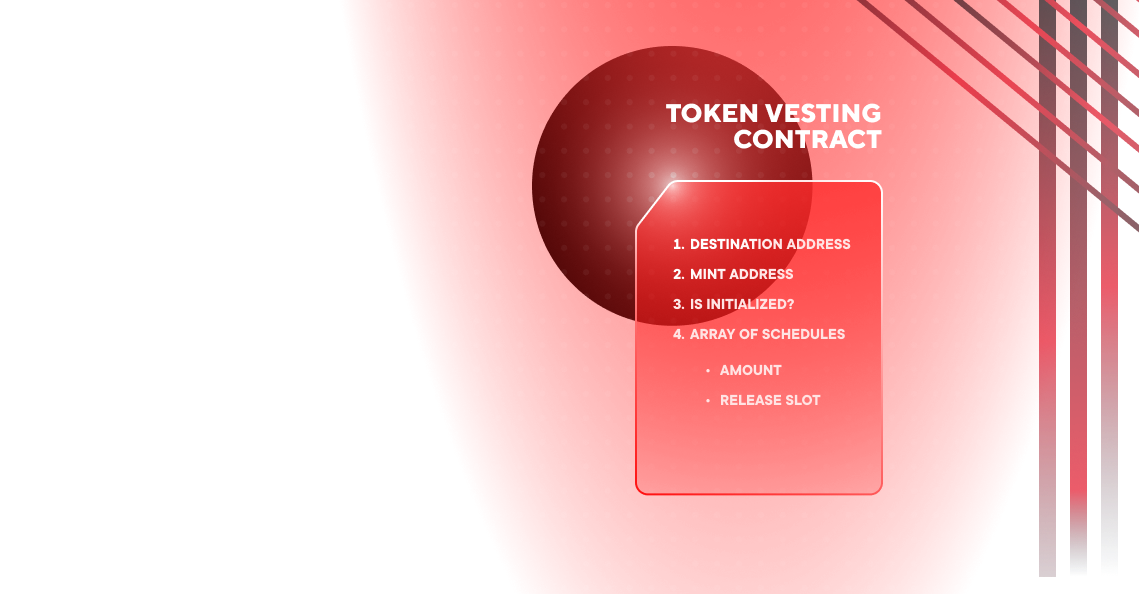 TOKEN VESTING
CONTRACT
1. DESTINATION ADDRESS
2. MINT ADDRESS
3. IS INITIALIZED?
4. ARRAY OF SCHEDULES
• AMOUNT
• RELEASE SLOT